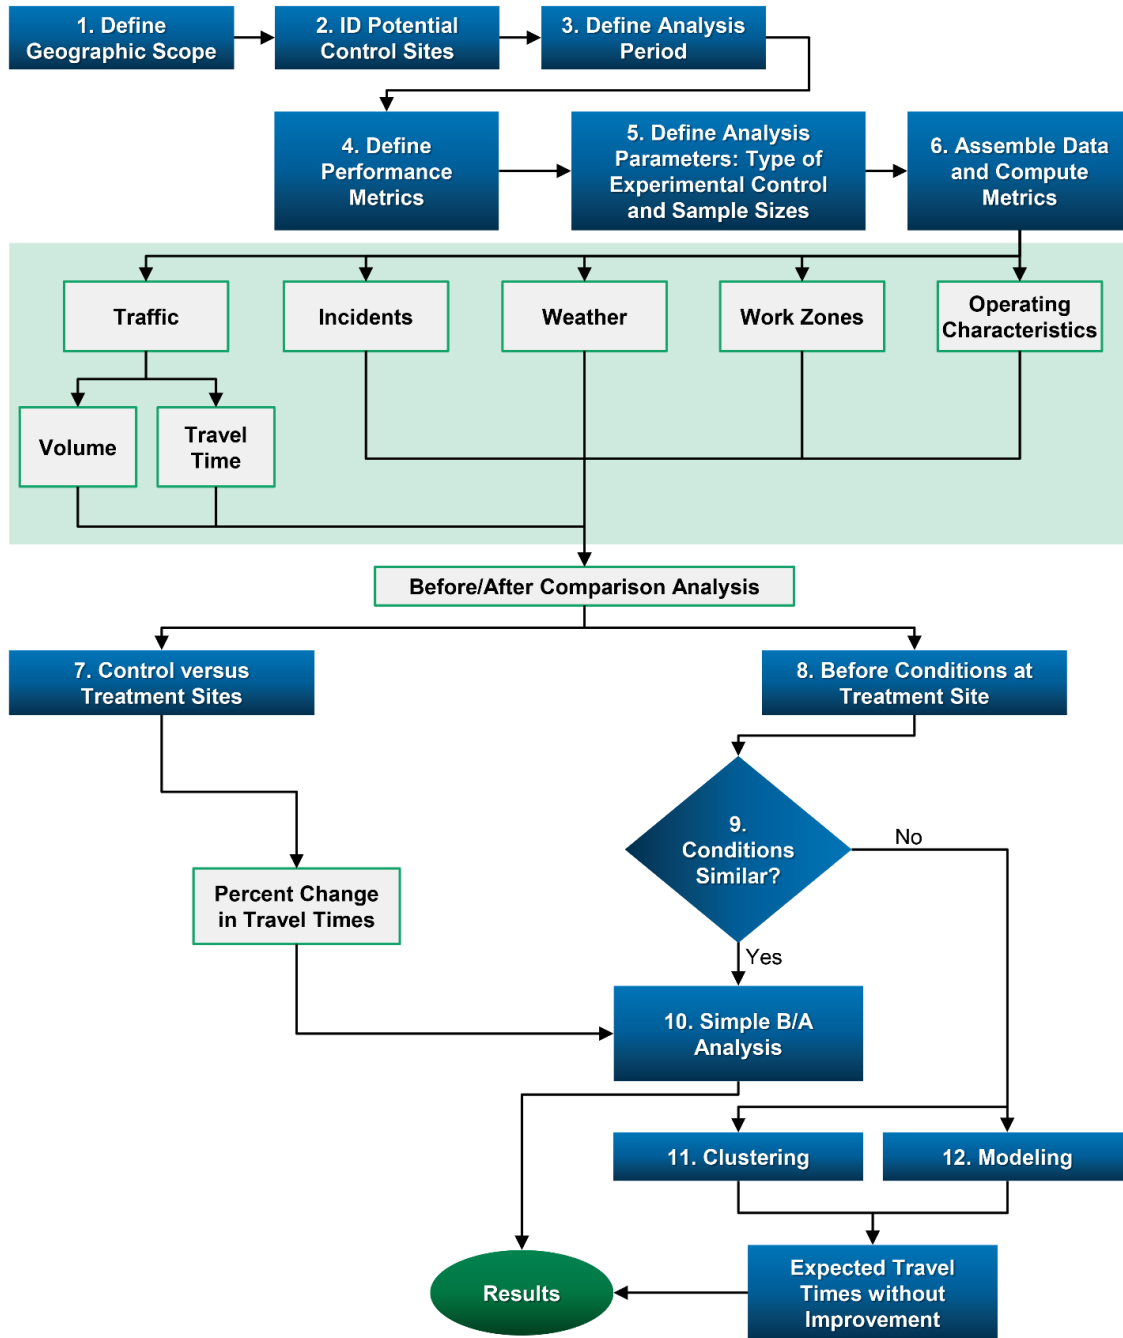 1. Define
Geographic Scope
2. ID Potential
Control Sites
3. Define Analysis
Period
4. Define
Performance
Metrics
5. Define Analysis
Parameters: Type of
Experimental Control
and Sample Sizes
6. Assemble Data
and Compute
Metrics
Traffic
Incidents
Weather
Work Zones
Operating
Characteristics
Volume
Travel
Time
Before/After Comparison Analysis
7. Control versus
Treatment Sites
8. Before Conditions at
Treatment Site
9.
Conditions
Similar?
No
Percent Change
in Travel Times
Yes
10. Simple B/A
Analysis
11. Clustering
12. Modeling
Results
Expected Travel
Times without
Improvement